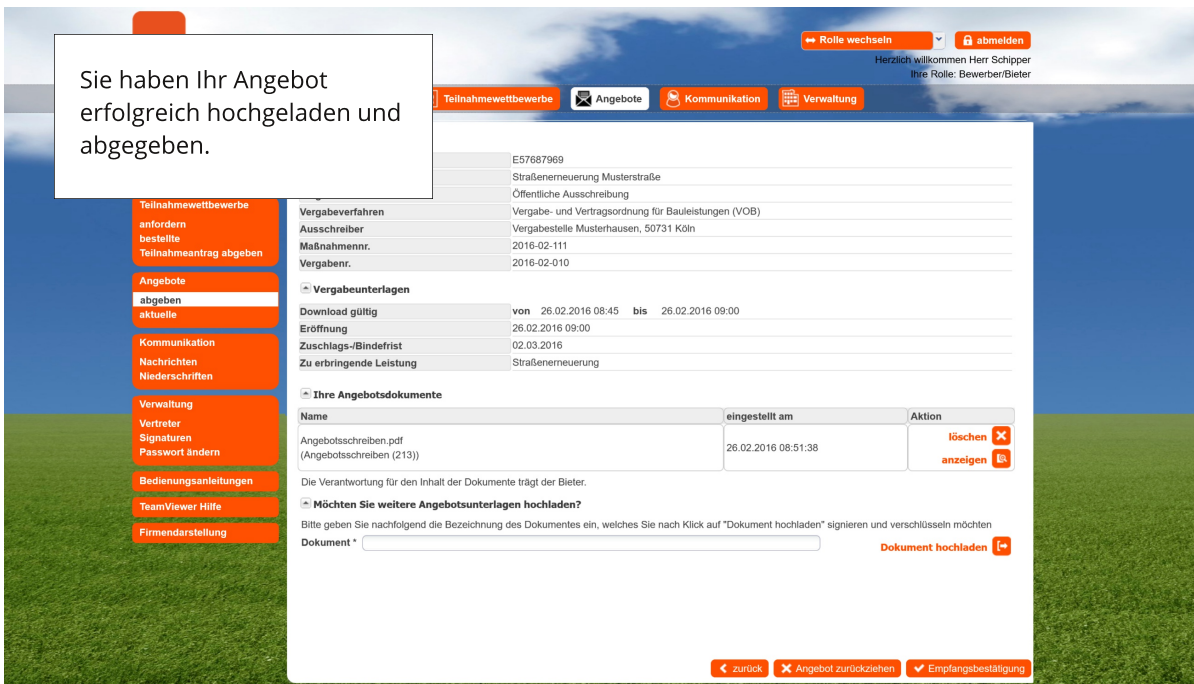 Rolle wechseln
abmelden
Herzlich willkommen Herr Schipper
Ihre Rolle: Bewerber/Bieter
Sie haben Ihr Angebot
erfolgreich hochgeladen und
abgegeben.
Teilnahmewettbewerbe
Angebote
Kommunikation
Verwaltung
Teilnahmewettbewerbe
anfordern
bestellte
Teilnahmeantrag abgeben
Angebote
abgeben
aktuelle
Kommunikation
Nachrichten
Niederschriften
Verwaltung
Vertreter
Signaturen
Passwort ändern
Bedienungsanleitungen
TeamViewer Hilfe
Firmendarstellung
E57687969
Straßenerneuerung Musterstraße
Öffentliche Ausschreibung
Vergabeverfahren Vergabe- und Vertragsordnung für Bauleistungen (VOB)
Ausschreiber Vergabestelle Musterhausen, 50731 Köln
Maßnahmennr. 2016-02-111
Vergabenr. 2016-02-010
Vergabeunterlagen
Download gültig von 26.02.2016 08:45 bis 26.02.2016 09:00
Eröffnung 26.02.2016 09:00
Zuschlags-/Bindefrist 02.03.2016
Zu erbringende Leistung Straßenerneuerung
Ihre Angebotsdokumente
Name eingestellt am Aktion
Angebotsschreiben.pdf
(Angebotsschreiben (213))
26.02.2016 08:51:38
löschen
anzeigen
Die Verantwortung für den Inhalt der Dokumente trägt der Bieter.
Möchten Sie weitere Angebotsunterlagen hochladen?
Bitte geben Sie nachfolgend die Bezeichnung des Dokumentes ein, welches Sie nach Klick auf "Dokument hochladen" signieren und verschlüsseln möchten
Dokument *
Dokument hochladen
zurück Angebot zurückziehen Empfangsbestätigung